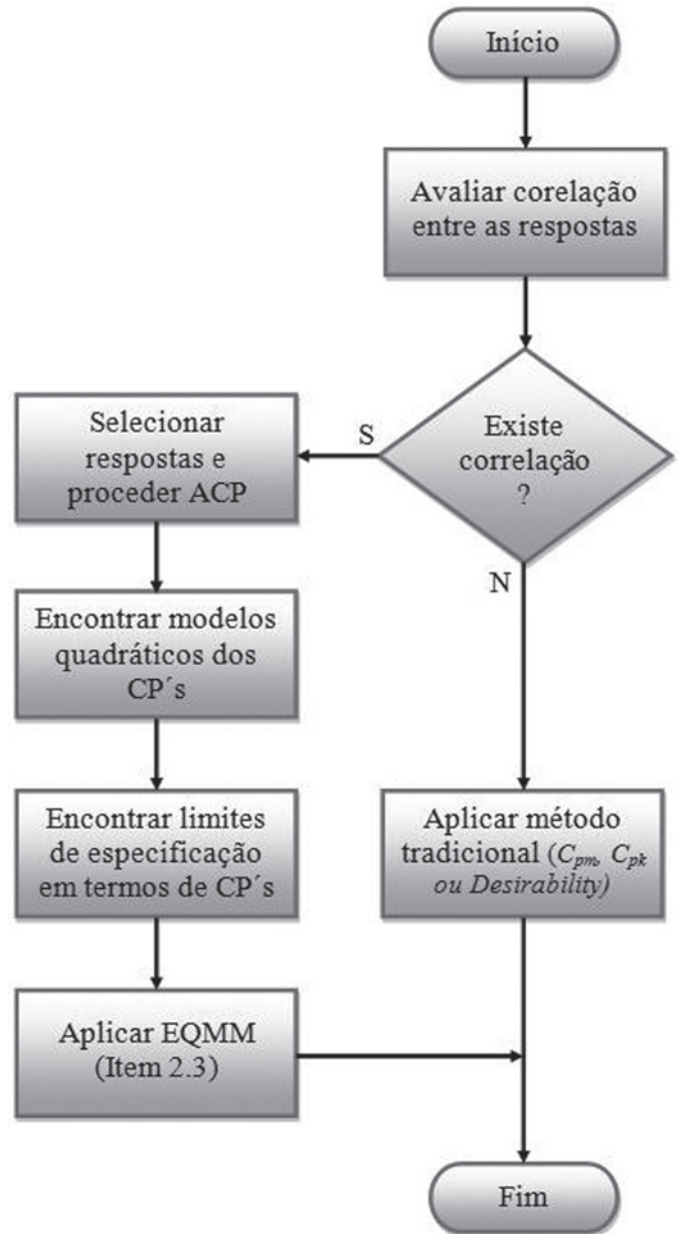 Início
Avaliar corelação
entre as respostas
Existe
correlação
?
S
N
Selecionar
respostas e
proceder ACP
Encontrar modelos
quadráticos dos
CP´s
Encontrar limites
de especificação
em termos de CP´s
Aplicar EQMM
(Item 2.3)
Aplicar método
tradicional (Cpm, Cpk
ou Desirability)
Fim